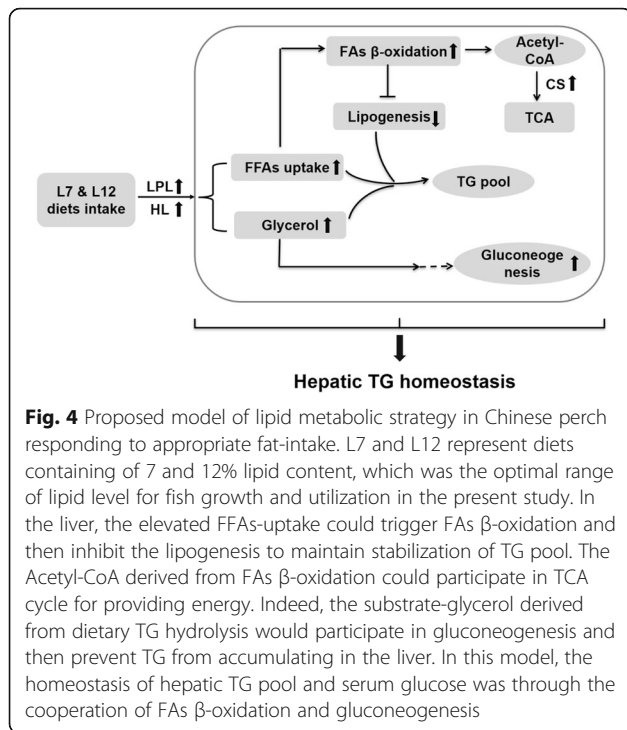 FAs β-oxidation
Acetyl-
CoA
CS
Lipogenesis
TCA
FFAs uptake
L7 & L12
diets intake
LPL
HL
TG pool
Glycerol
Gluconeoge
nesis
Hepatic TG homeostasis
Fig. 4 Proposed model of lipid metabolic strategy in Chinese perch
responding to appropriate fat-intake. L7 and L12 represent diets
containing of 7 and 12% lipid content, which was the optimal range
of lipid level for fish growth and utilization in the present study. In
the liver, the elevated FFAs-uptake could trigger FAs β-oxidation and
then inhibit the lipogenesis to maintain stabilization of TG pool. The
Acetyl-CoA derived from FAs β-oxidation could participate in TCA
cycle for providing energy. Indeed, the substrate-glycerol derived
from dietary TG hydrolysis would participate in gluconeogenesis and
then prevent TG from accumulating in the liver. In this model, the
homeostasis of hepatic TG pool and serum glucose was through the
cooperation of FAs β-oxidation and gluconeogenesis